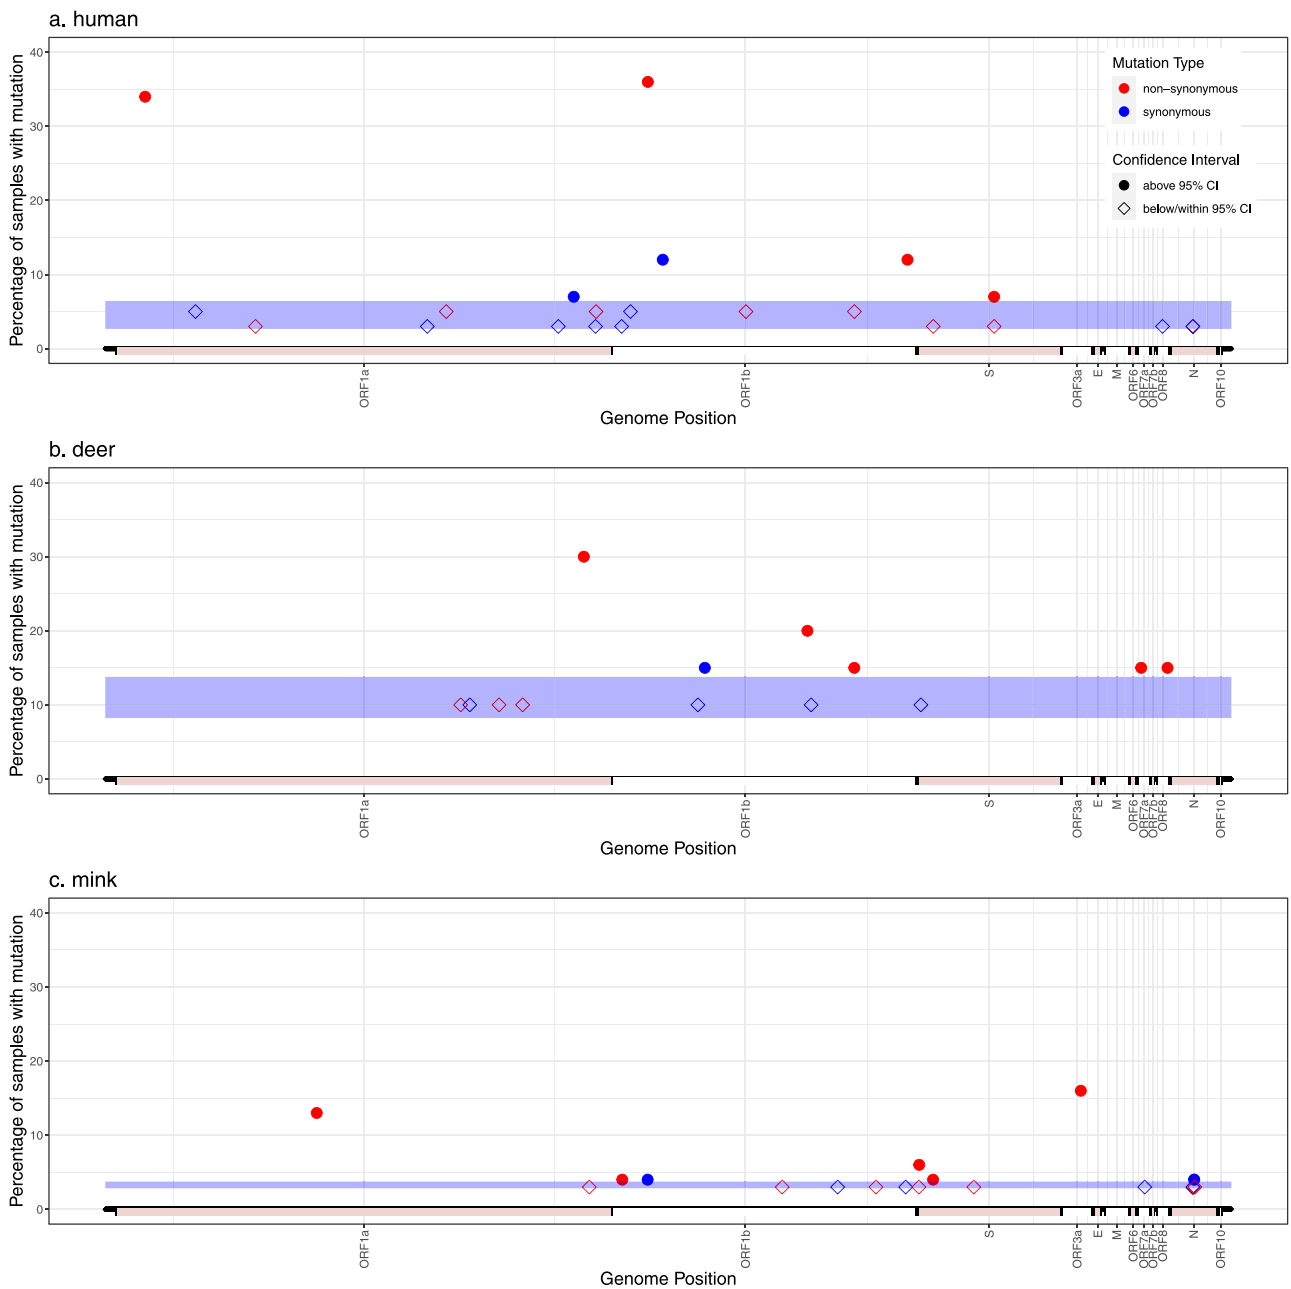 a. human
Percentage of samples with mutation
40
30
20
10
0
Mutation Type
non–synonymous
synonymous
Confidence Interval
above 95% CI
below/within 95% CI
ORF1a
ORF1b
S
ORF3a
E
M
ORF6
ORF7a
ORF7b
ORF8
N
ORF10
Genome Position
b. deer
Percentage of samples with mutation
40
30
20
10
0
ORF1a
ORF1b
S
ORF3a
E
M
ORF6
ORF7a
ORF7b
ORF8
N
ORF10
Genome Position
c. mink
Percentage of samples with mutation
40
30
20
10
0
ORF1a
ORF1b
S
ORF3a
E
M
ORF6
ORF7a
ORF7b
ORF8
N
ORF10
Genome Position